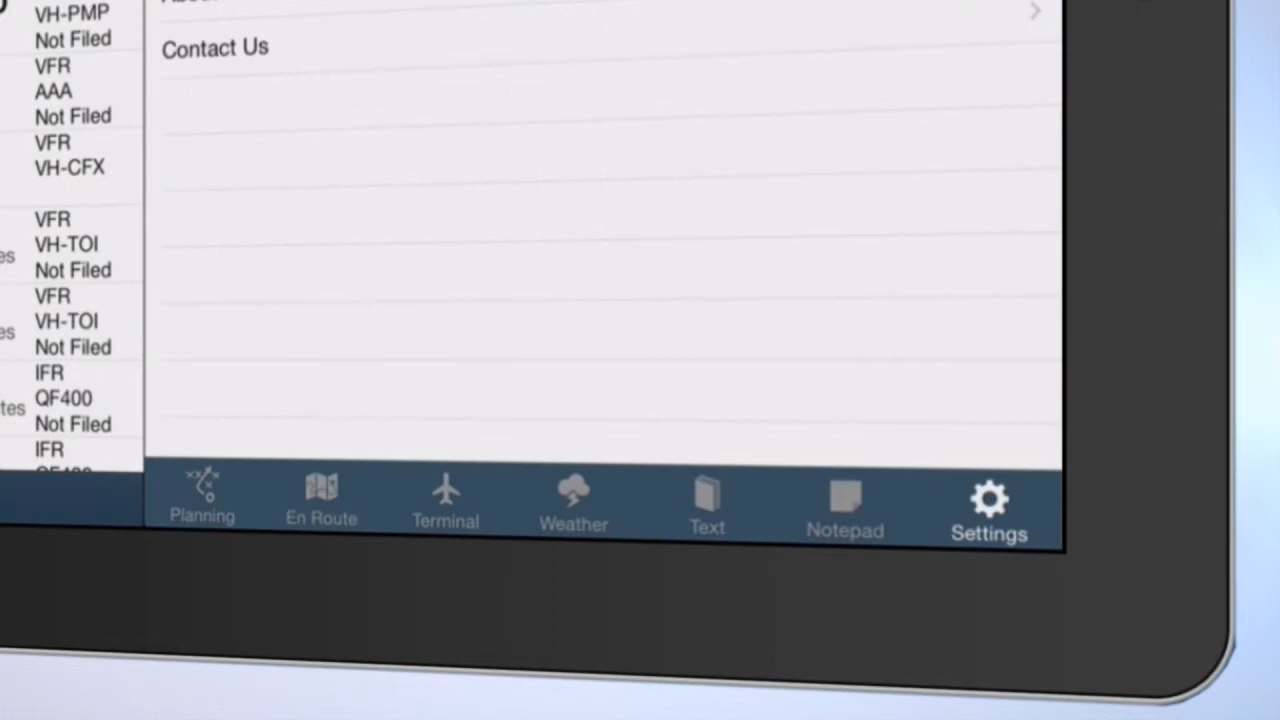 VH-PMP
Not Filed
VFR
AAA
Not Filed
VFR
VH-CFX
VFR
VH-TOI
Not Filed
VFR
VH-TOI
Not Filed
IFR
QF400
Not Filed
IFR
Contact Us
Planning
En Route
Terminal
Weather
Text
Notepad
Settings